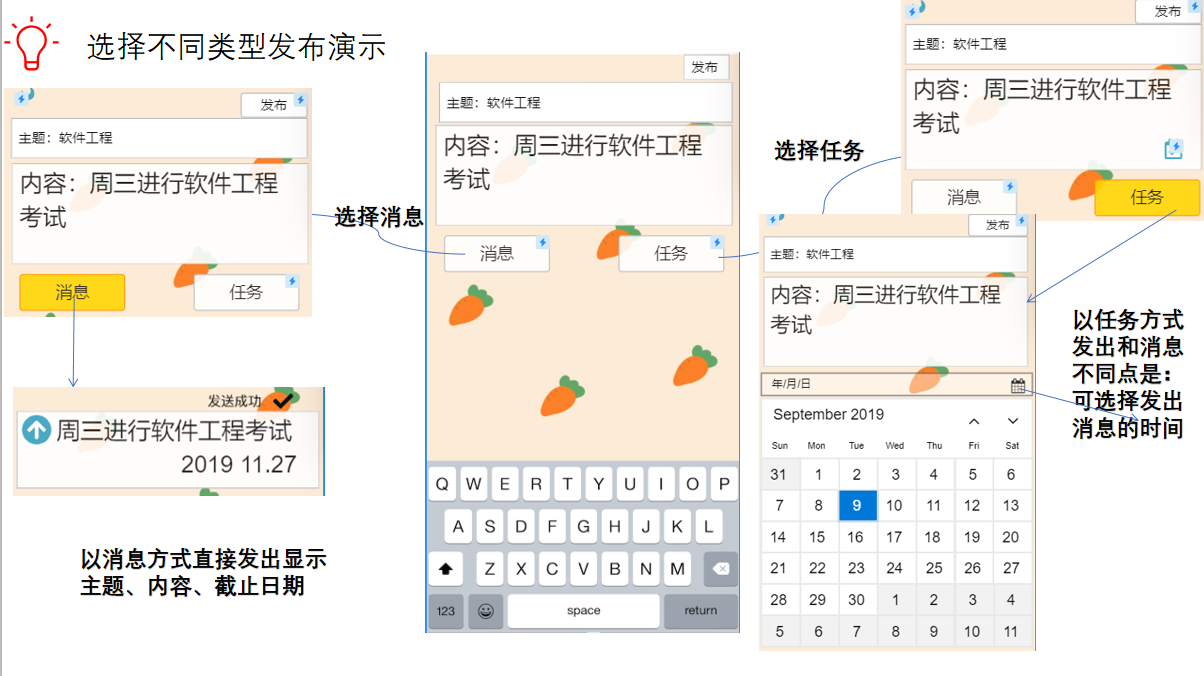 选择不同类型发布演示
发布
主题：软件工程
内容：周三进行软件工程
考试
消息
任务
发送成功
周三进行软件工程考试
2019 11.27
以消息方式直接发出显示
主题、内容、截止日期
选择消息
发布
主题：软件工程
内容：周三进行软件工程
考试
消息
任务
Q W E R T Y U I O P
A S D F G H J K L
Z X C V B N M
123 space return
选择任务
发布
主题：软件工程
内容：周三进行软件工程
考试
消息
任务
发布
主题：软件工程
内容：周三进行软件工程
考试
年/月/日
September 2019
Sun Mon Tue Wed Thu Fri Sat
31 1 2 3 4 5 6
7 8 9 10 11 12 13
14 15 16 17 18 19 20
21 22 23 24 25 26 27
28 29 30 1 2 3 4
5 6 7 8 9 10 11
以任务方式
发出和消息
不同点是：
可选择发出
消息的时间